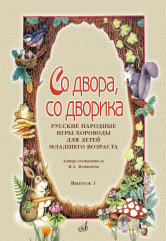 Со двора,
со дворика
РУССКИЕ НАРОДНЫЕ
ИГРЫ-ХОРОВОДЫ
ДЛЯ ДЕТЕЙ
МЛАДШЕГО ВОЗРАСТА
Автор-составитель
Выпуск 1